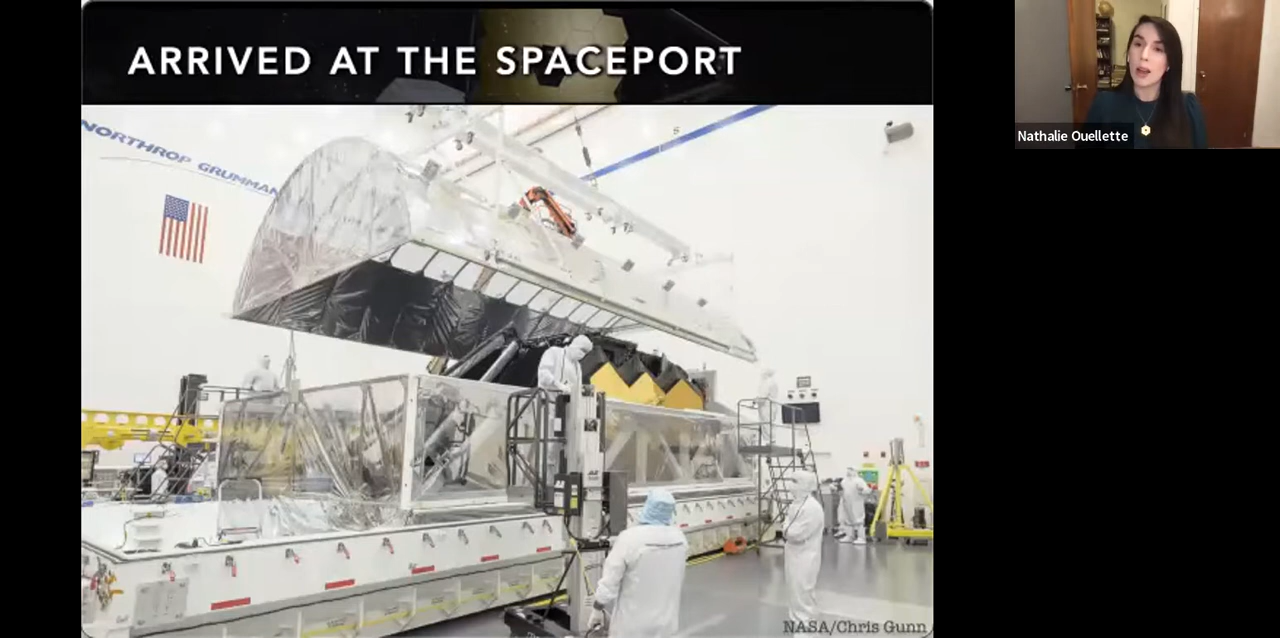 ARRIVED AT THE SPACEPORT
NORTHROP GRUMMAN
NASA/Chris Gunn
Nathalie Ouellette